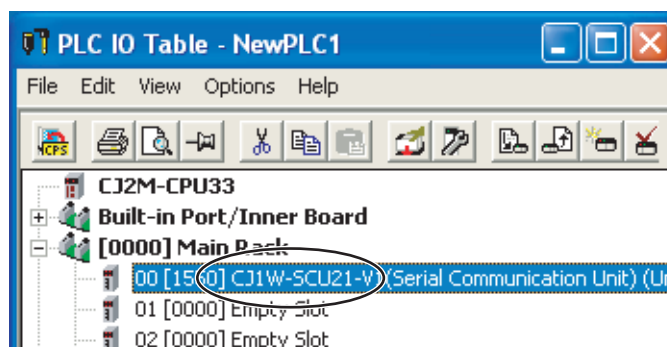 PLC IO Table - NewPLC1
File Edit View Options Help
CPS
CJ2M-CPU33
Built-in Port/Inner Board
[0000] Main Rack
00 [1500] CJ1W-SCU21-V1(Serial Communication Unit) (Un
01 [0000] Empty Slot
02 [0000] Empty Slot